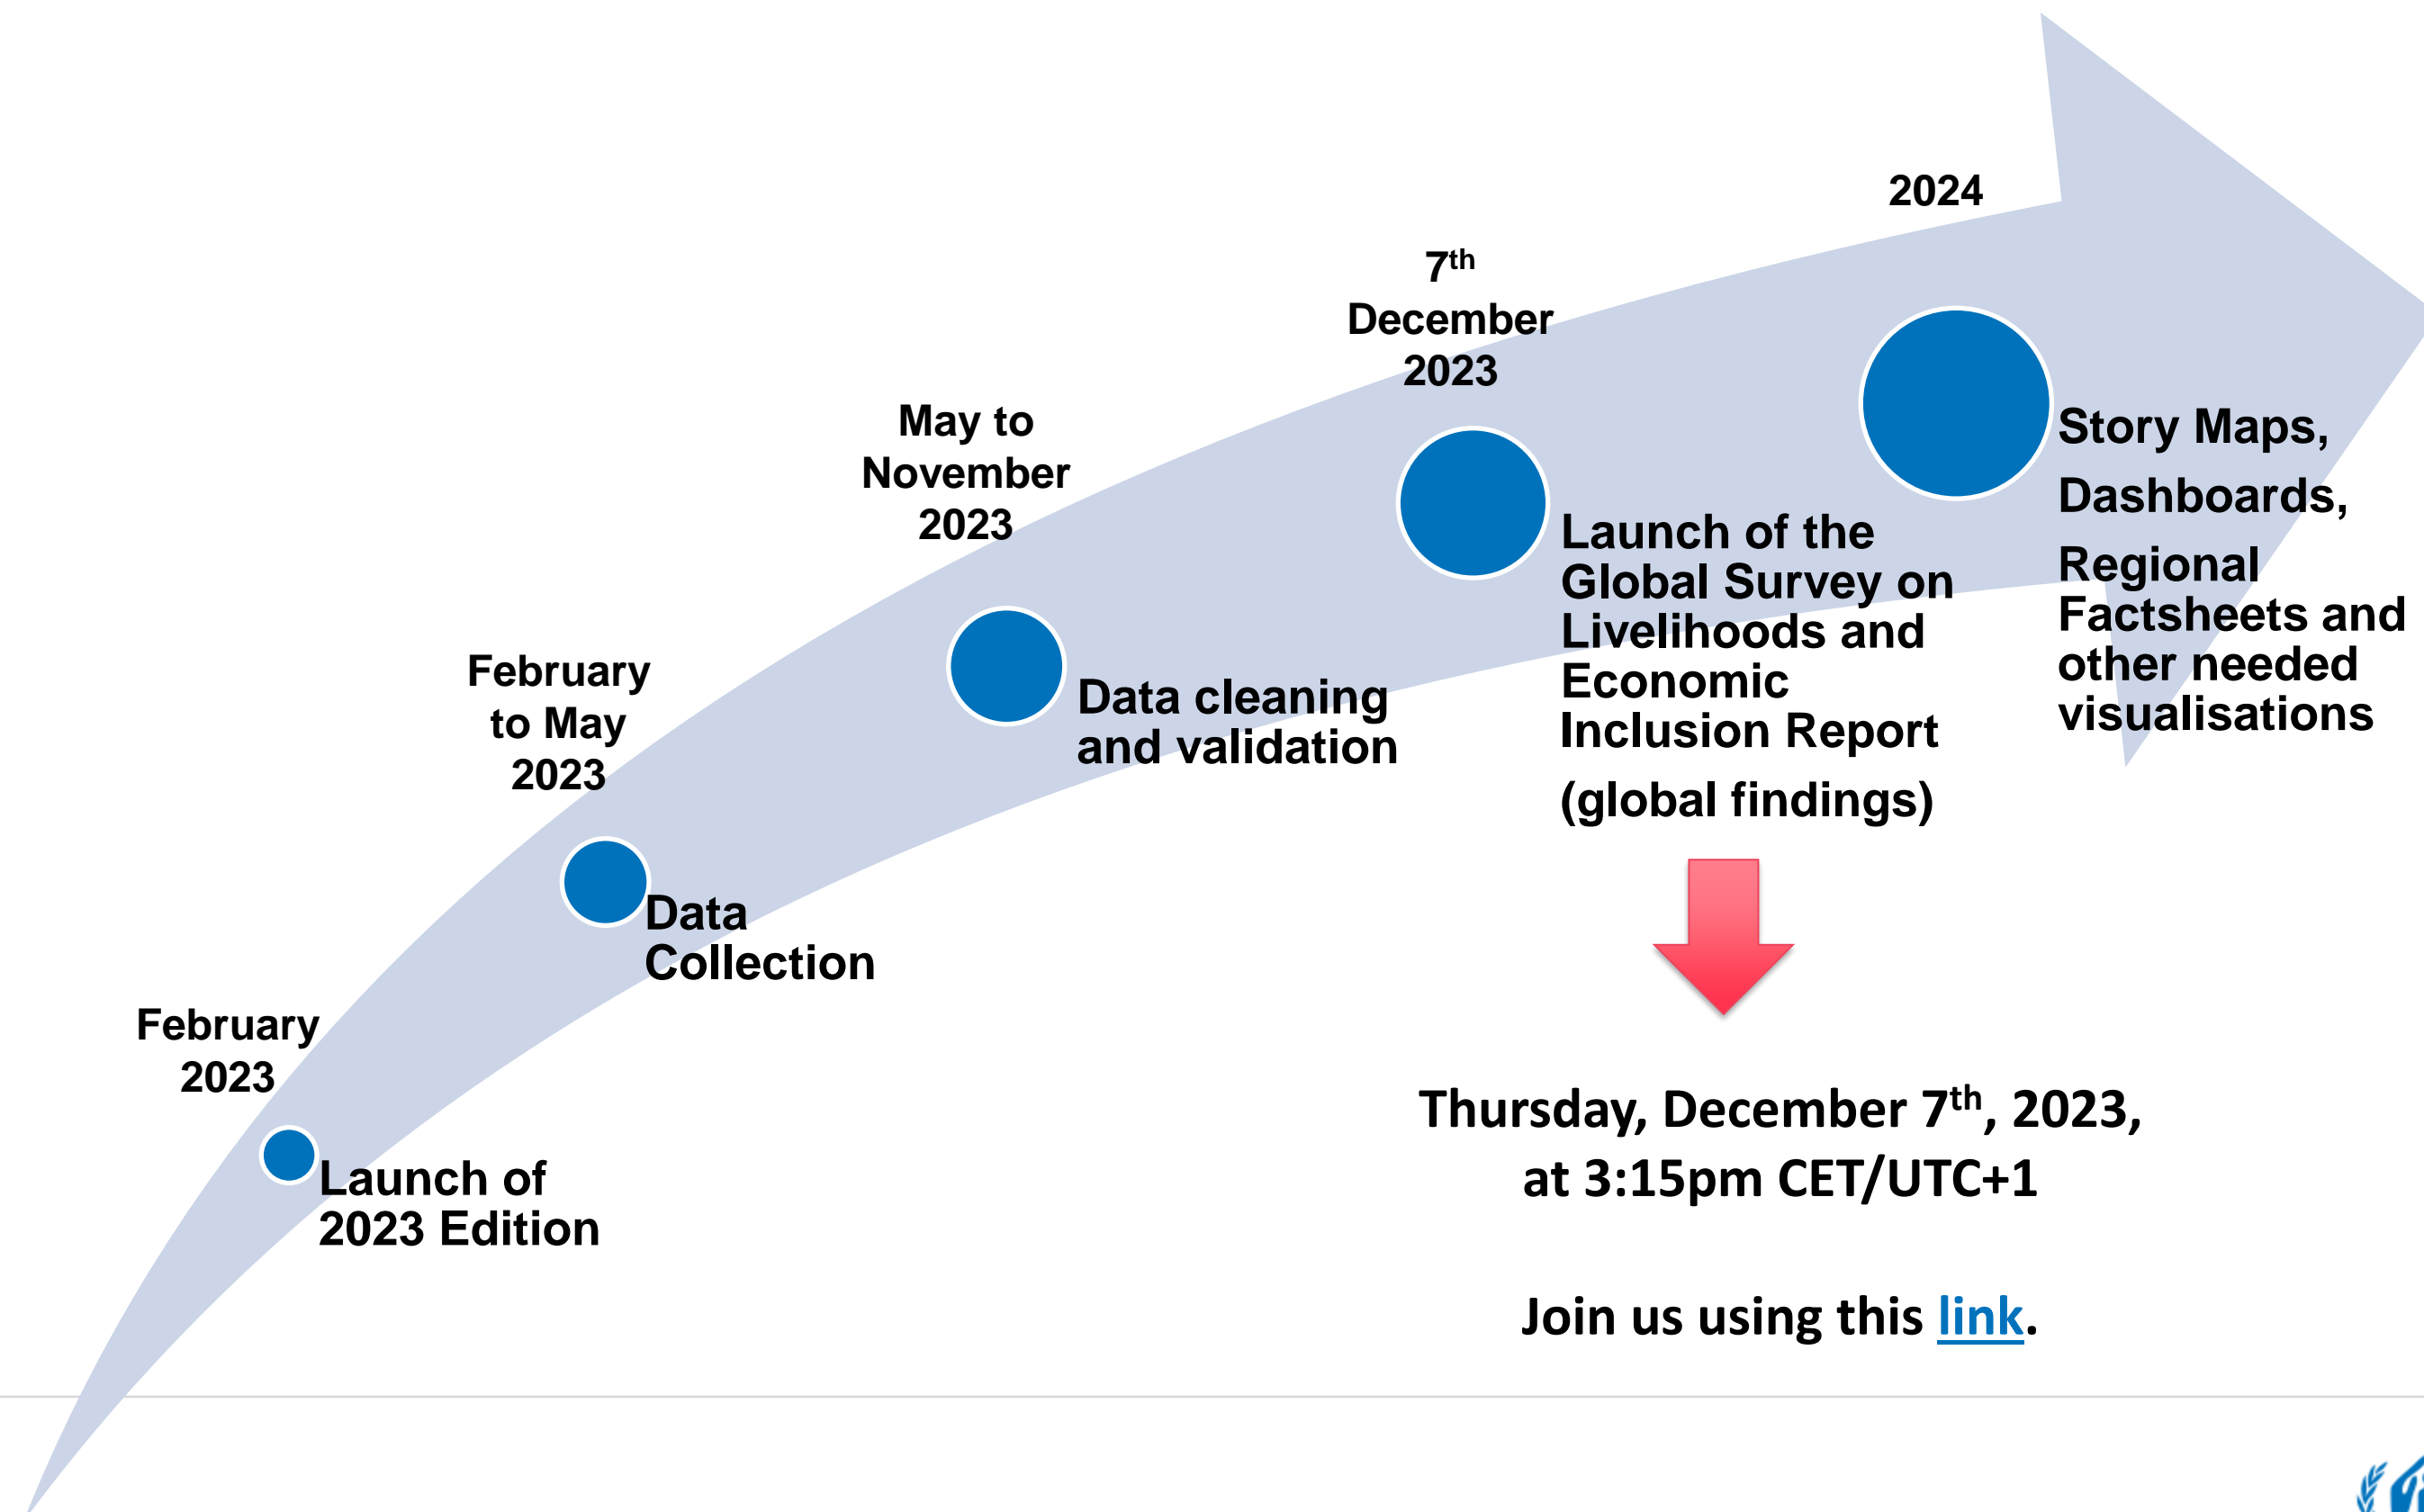 February
2023
Launch of
2023 Edition
February
to May
2023
Data
Collection
May to
November
2023
Data cleaning
and validation
7th
December
2023
Launch of the
Global Survey on
Livelihoods and
Economic
Inclusion Report
(global findings)
2024
Story Maps,
Dashboards,
Regional
Factsheets and
other needed
visualisations
Thursday, December 7th, 2023,
at 3:15pm CET/UTC+1
Join us using this link.